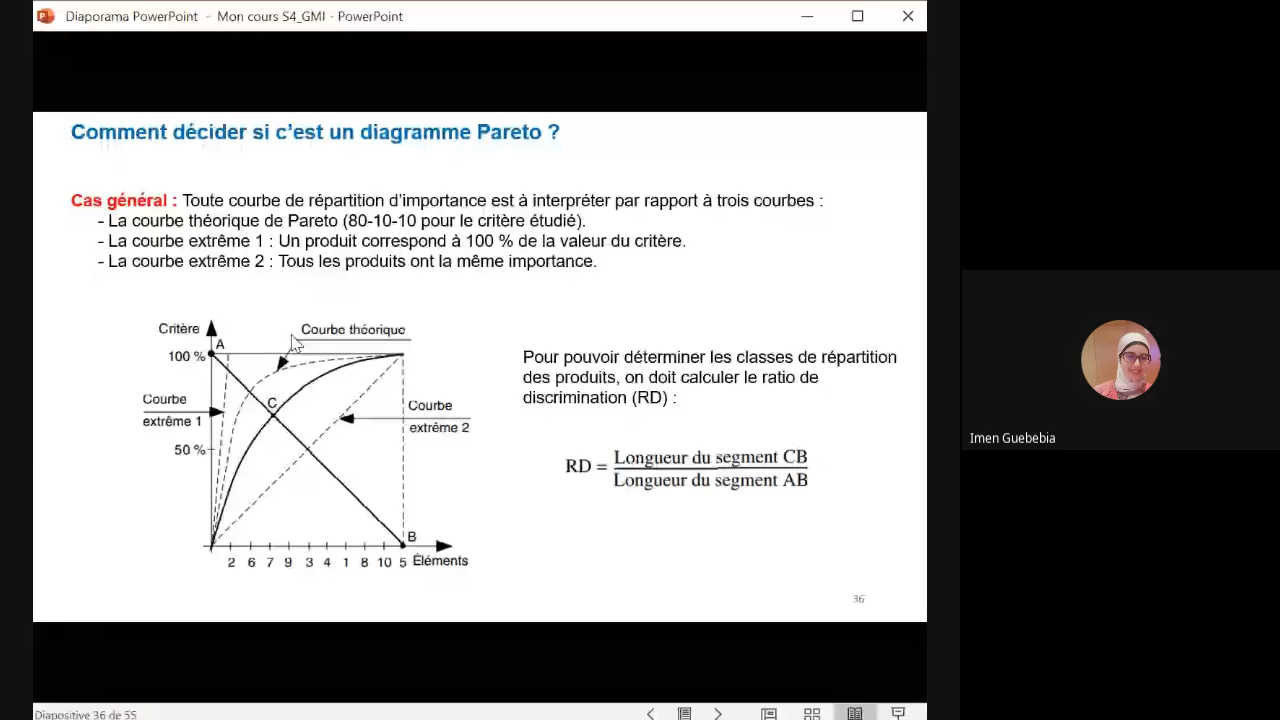 Diaporama PowerPoint - Mon cours S4_GMI - PowerPoint
Comment décider si c’est un diagramme Pareto ?
Cas général : Toute courbe de répartition d’importance est à interpréter par rapport à trois courbes :
- La courbe théorique de Pareto (80-10-10 pour le critère étudié).
- La courbe extrême 1 : Un produit correspond à 100 % de la valeur du critère.
- La courbe extrême 2 : Tous les produits ont la même importance.
Critère
A
Courbe théorique
100 %
Courbe
extrême 1
C
Courbe
extrême 2
50 %
B
2 6 7 9 3 4 1 8 10 5 Éléments
Pour pouvoir déterminer les classes de répartition
des produits, on doit calculer le ratio de
discrimination (RD) :
RD = Longueur du segment CB
Longueur du segment AB
36
Diapositive 36 de 55
Imen Guebebia